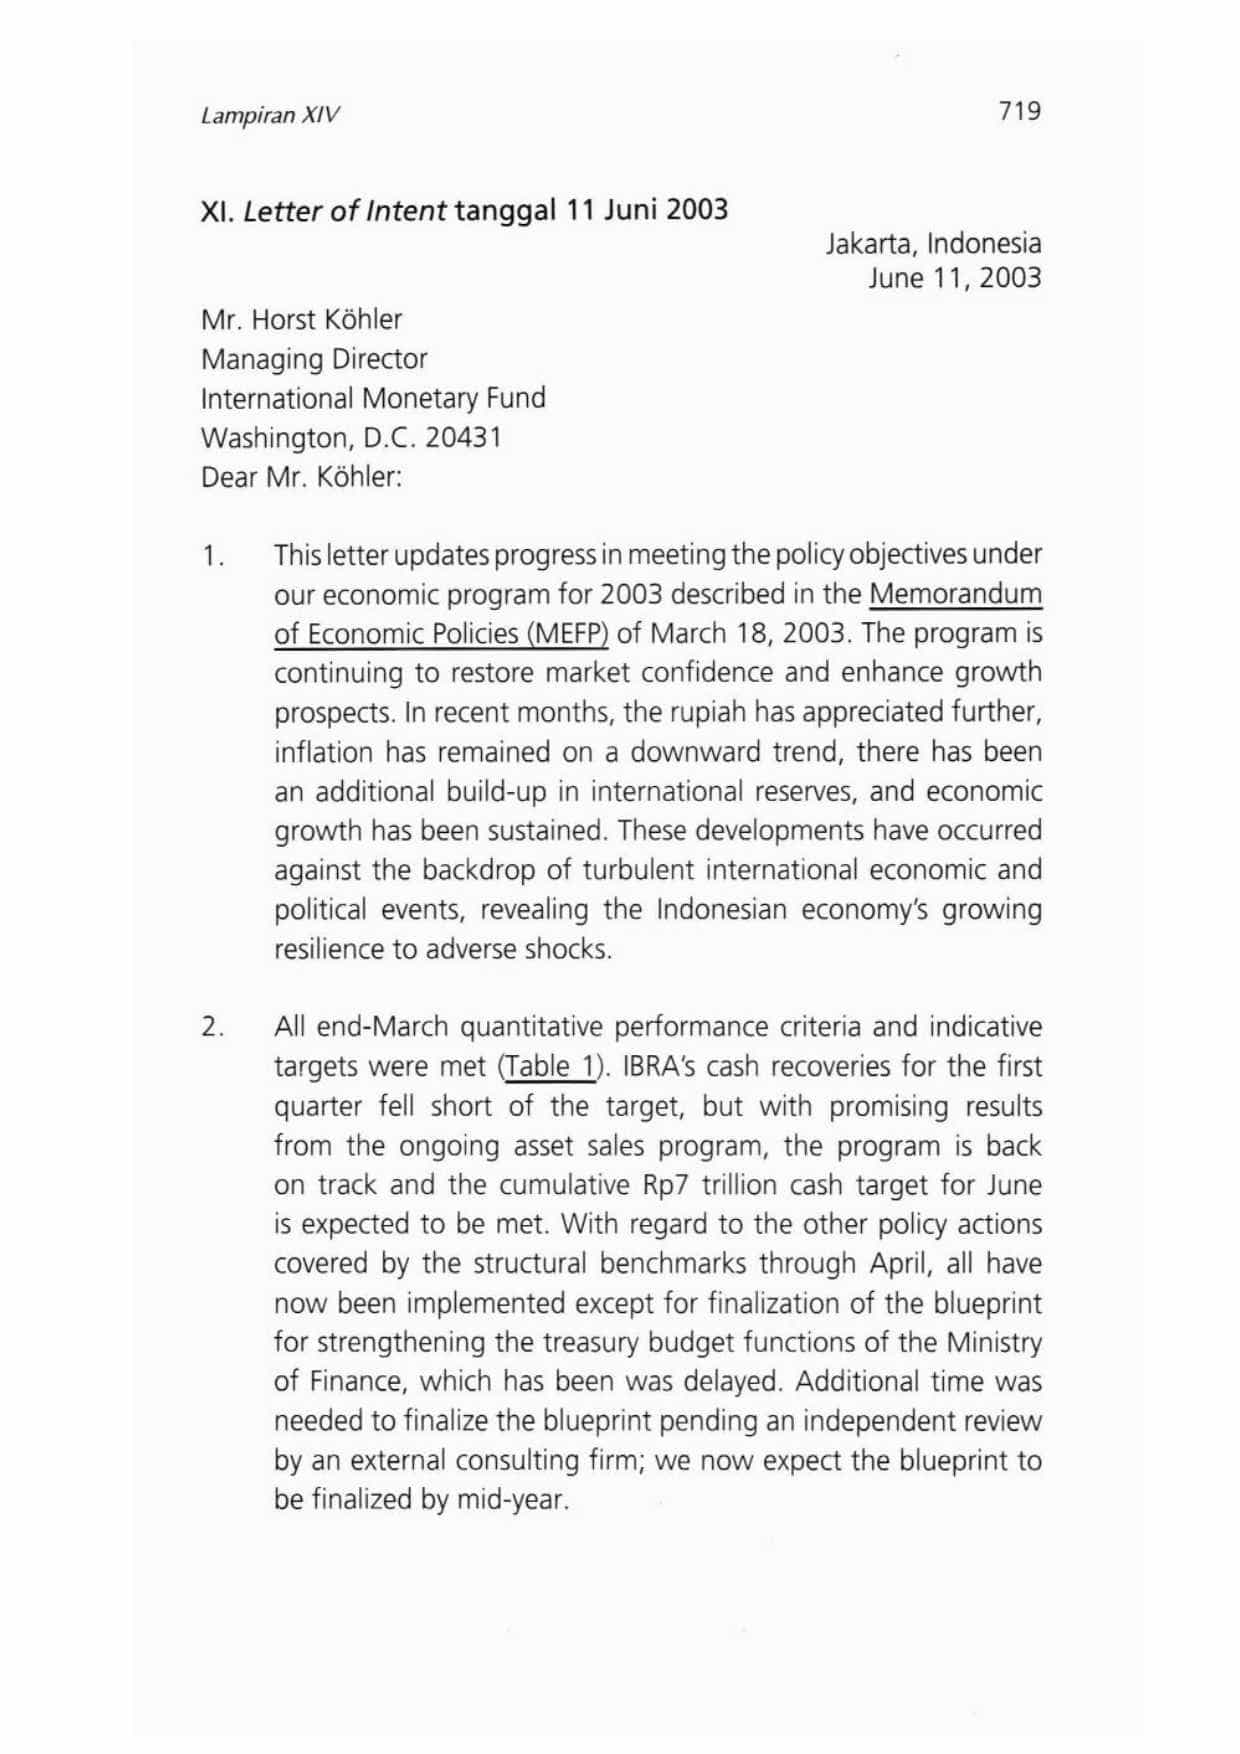 Lampiran XIV 719
XI. Letter of Intent tanggal 11 Juni 2003
Jakarta, Indonesia
June 11, 2003
Mr. Horst Köhler
Managing Director
International Monetary Fund
Washington, D.C. 20431
Dear Mr. Köhler:
1. This letter updates progress in meeting the policy objectives under
our economic program for 2003 described in the Memorandum
of Economic Policies (MEFP) of March 18, 2003. The program is
continuing to restore market confidence and enhance growth
prospects. In recent months, the rupiah has appreciated further,
inflation has remained on a downward trend, there has been
an additional build-up in international reserves, and economic
growth has been sustained. These developments have occurred
against the backdrop of turbulent international economic and
political events, revealing the Indonesian economy's growing
resilience to adverse shocks.
2. All end-March quantitative performance criteria and indicative
targets were met (Table 1). IBRA's cash recoveries for the first
quarter fell short of the target, but with promising results
from the ongoing asset sales program, the program is back
on track and the cumulative Rp7 trillion cash target for June
is expected to be met. With regard to the other policy actions
covered by the structural benchmarks through April, all have
now been implemented except for finalization of the blueprint
for strengthening the treasury budget functions of the Ministry
of Finance, which has been was delayed. Additional time was
needed to finalize the blueprint pending an independent review
by an external consulting firm; we now expect the blueprint to
be finalized by mid-year.